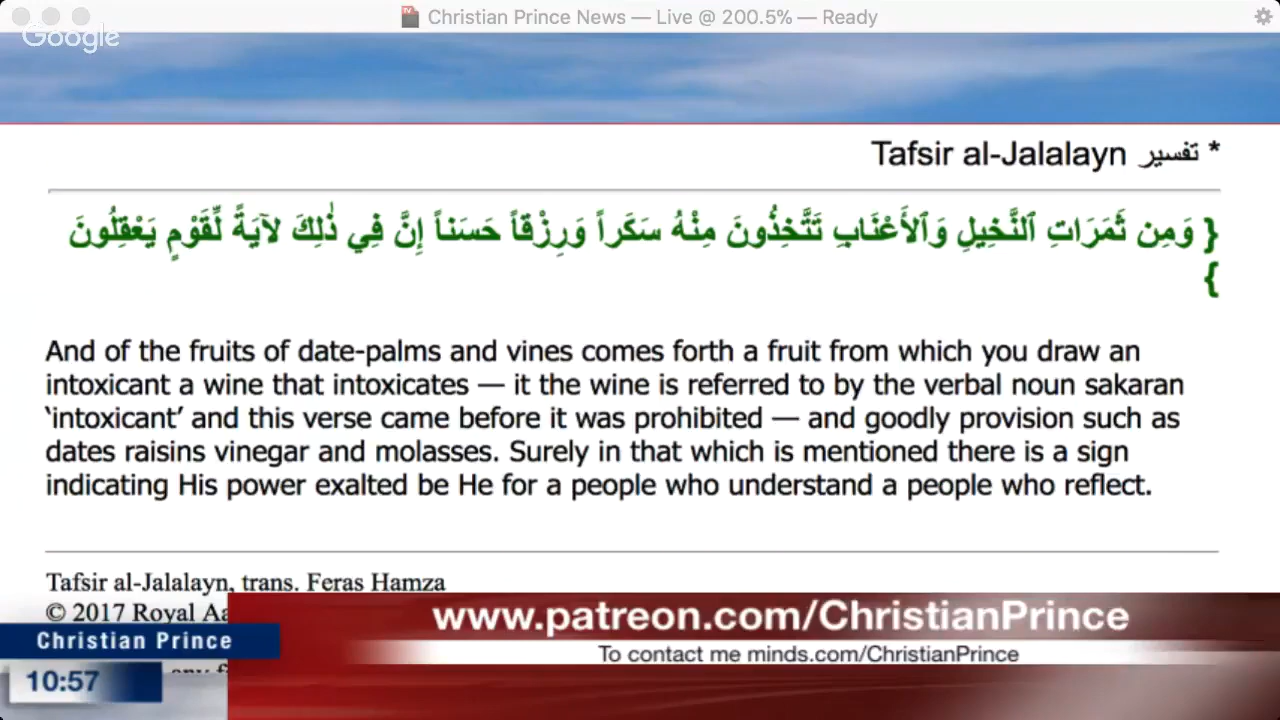 Christian Prince News — Live @ 200.5% — Ready
Google
* تفسير Tafsir al-Jalalayn
{ وَمِن ثَمَرَاتِ ٱلنَّخِيلِ وَٱلأَعْنَابِ تَتَّخِذُونَ مِنْهُ سَكَراً وَرِزْقاً حَسَناً إِنَّ فِي ذٰلِكَ لآيَةً لِّقَوْمٍ يَعْقِلُونَ
}
And of the fruits of date-palms and vines comes forth a fruit from which you draw an
intoxicant a wine that intoxicates — it the wine is referred to by the verbal noun sakaran
‘intoxicant’ and this verse came before it was prohibited — and goodly provision such as
dates raisins vinegar and molasses. Surely in that which is mentioned there is a sign
indicating His power exalted be He for a people who understand a people who reflect.
Tafsir al-Jalalayn, trans. Feras Hamza
© 2017 Royal
www.patreon.com/ChristianPrince
Christian Prince
To contact me minds.com/ChristianPrince
10:57